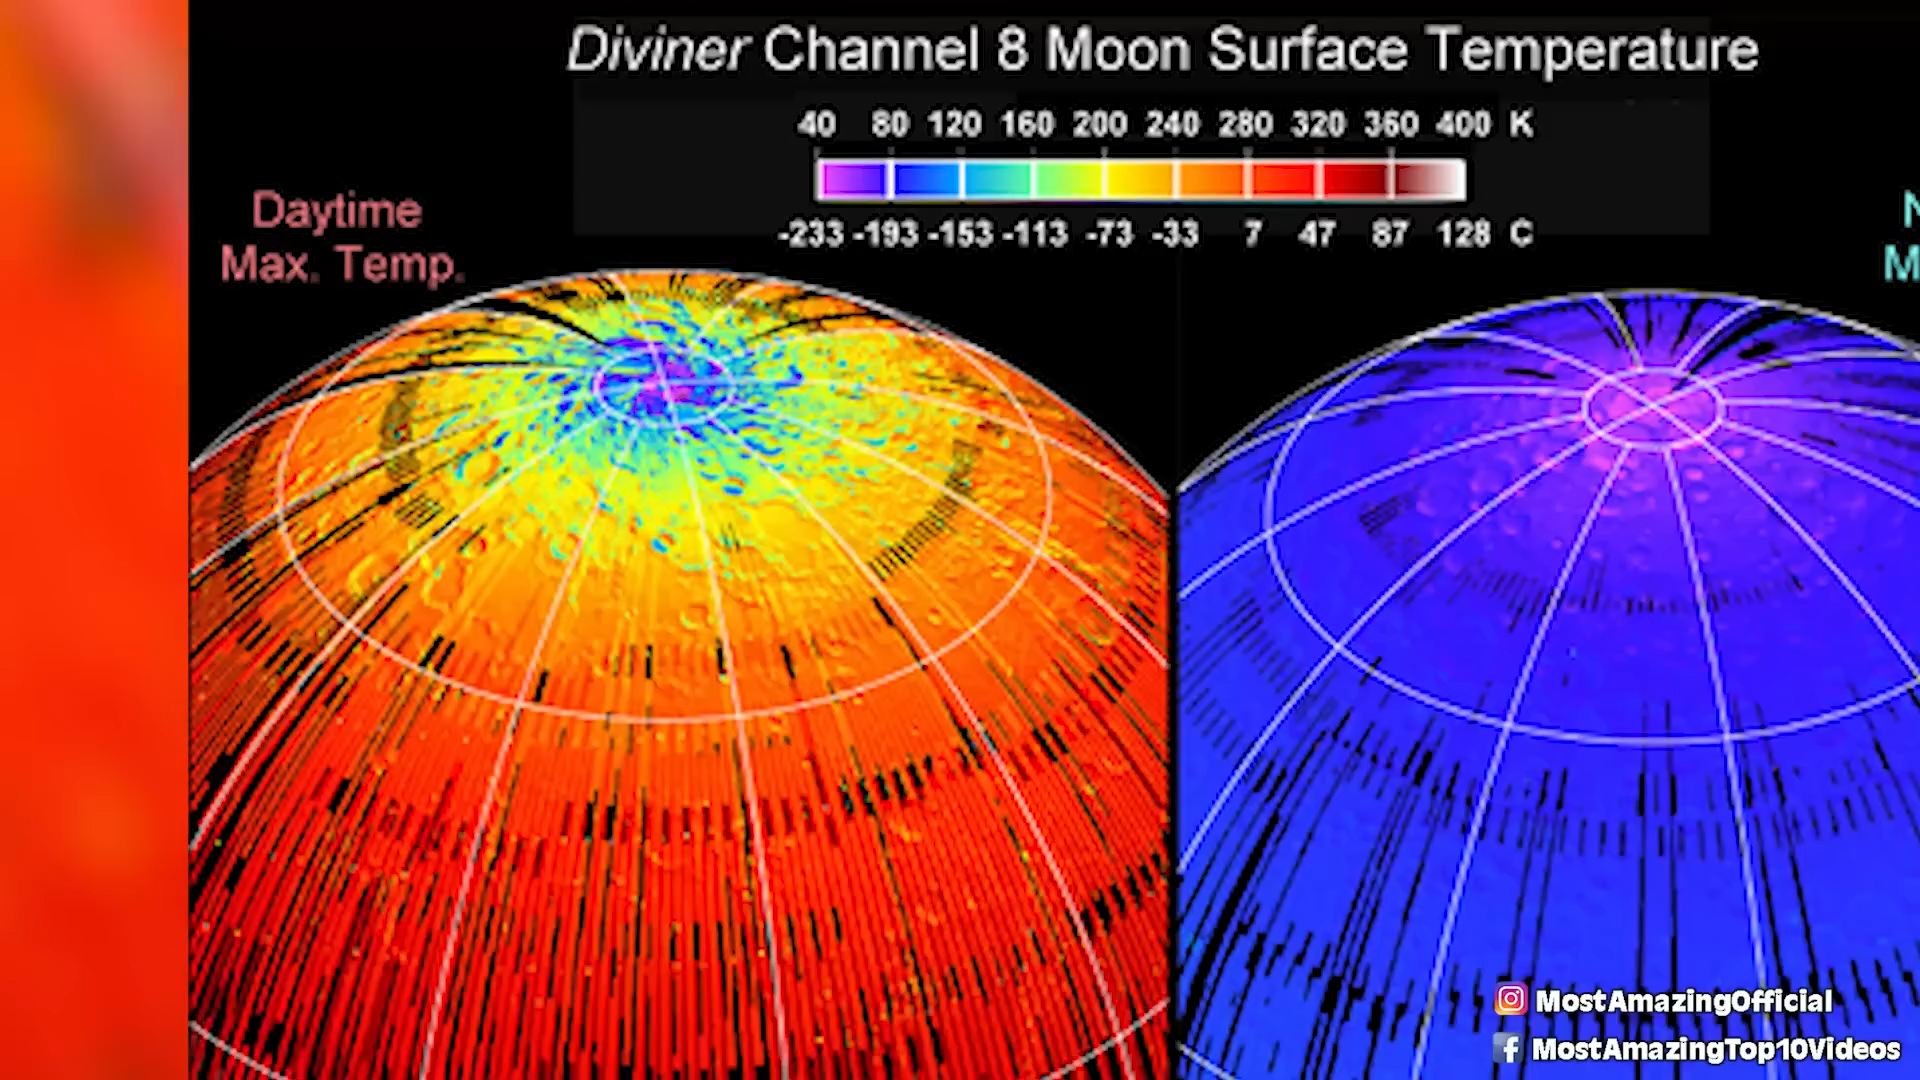 Diviner Channel 8 Moon Surface Temperature
40 80 120 160 200 240 280 320 360 400 K
-233 -193 -153 -113 -73 -33 7 47 87 128 C
Daytime
Max. Temp.
N
M
MostAmazingOfficial
MostAmazingTop10Videos